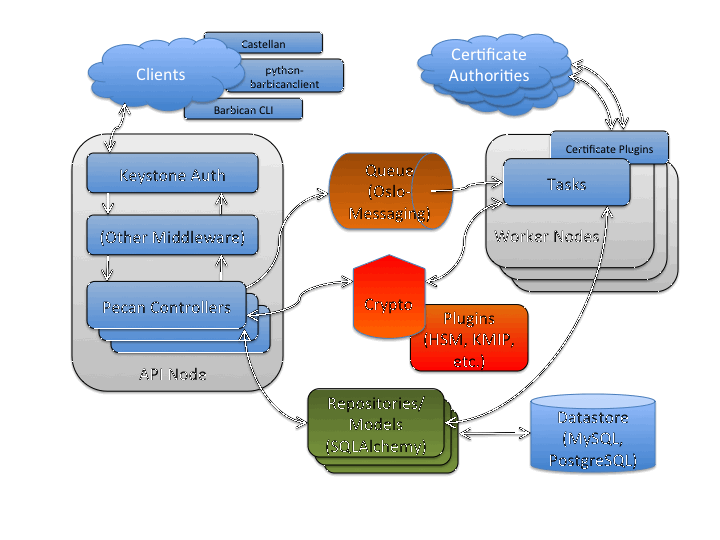 Castellan
Clients
python-
barbicanclient
Barbican CLI
Certificate
Authorities
Keystone Auth
(Other Middleware)
Pecan Controllers
API Node
Queue
(Oslo-
Messaging)
Certificate Plugins
Tasks
Worker Nodes
Crypto
Plugins
(HSM, KMIP,
etc.)
Repositories/
Models
(SQLAlchemy)
Datastore
(MySQL,
PostgreSQL)